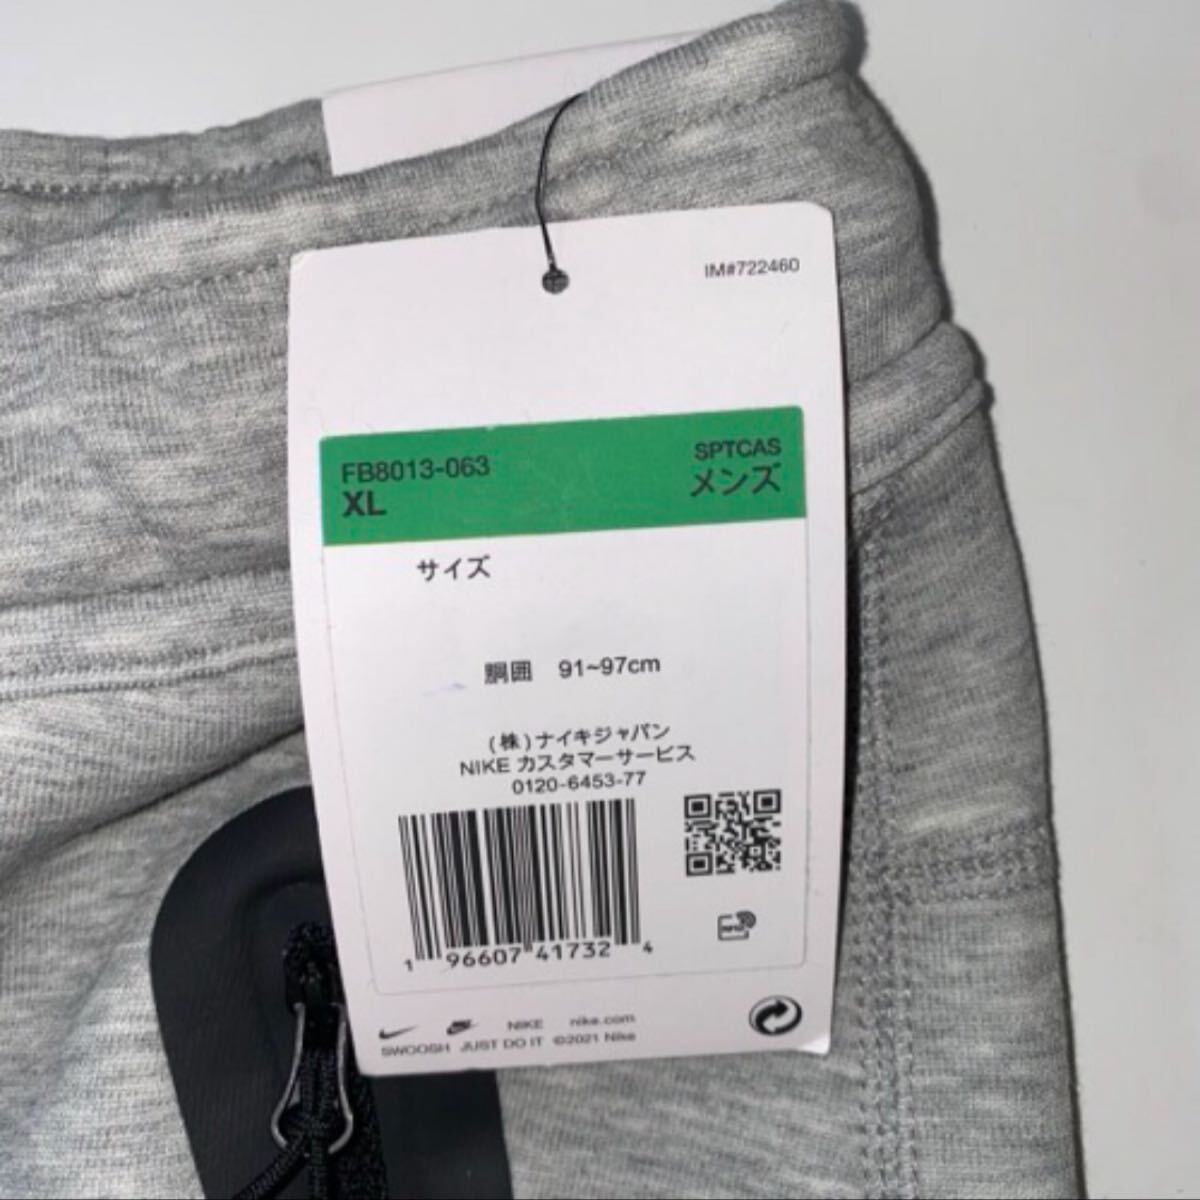 IM#722460
FB8013-063
XL
SPTCAS
メンズ
サイズ
胴囲 91~97cm
(株)ナイキジャパン
NIKE カスタマーサービス
0120-6453-77
1 96607 41732 4
NIKE nike.com
SWOOSH JUST DO IT ©2021 Nike